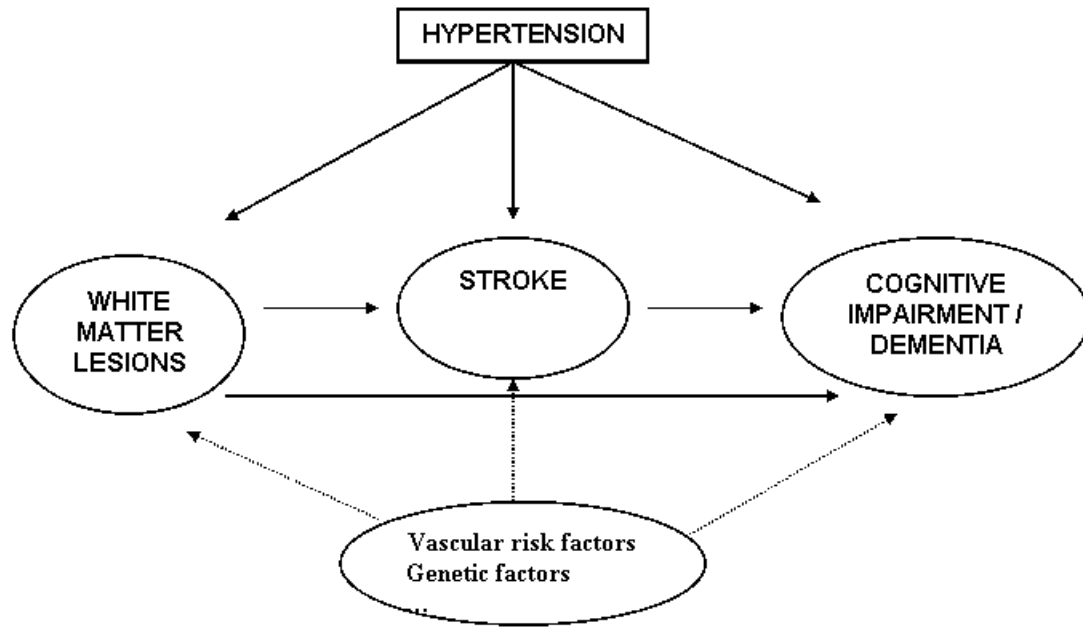 HYPERTENSION
WHITE
MATTER
LESIONS
STROKE
COGNITIVE
IMPAIRMENT /
DEMENTIA
Vascular risk factors
Genetic factors
...